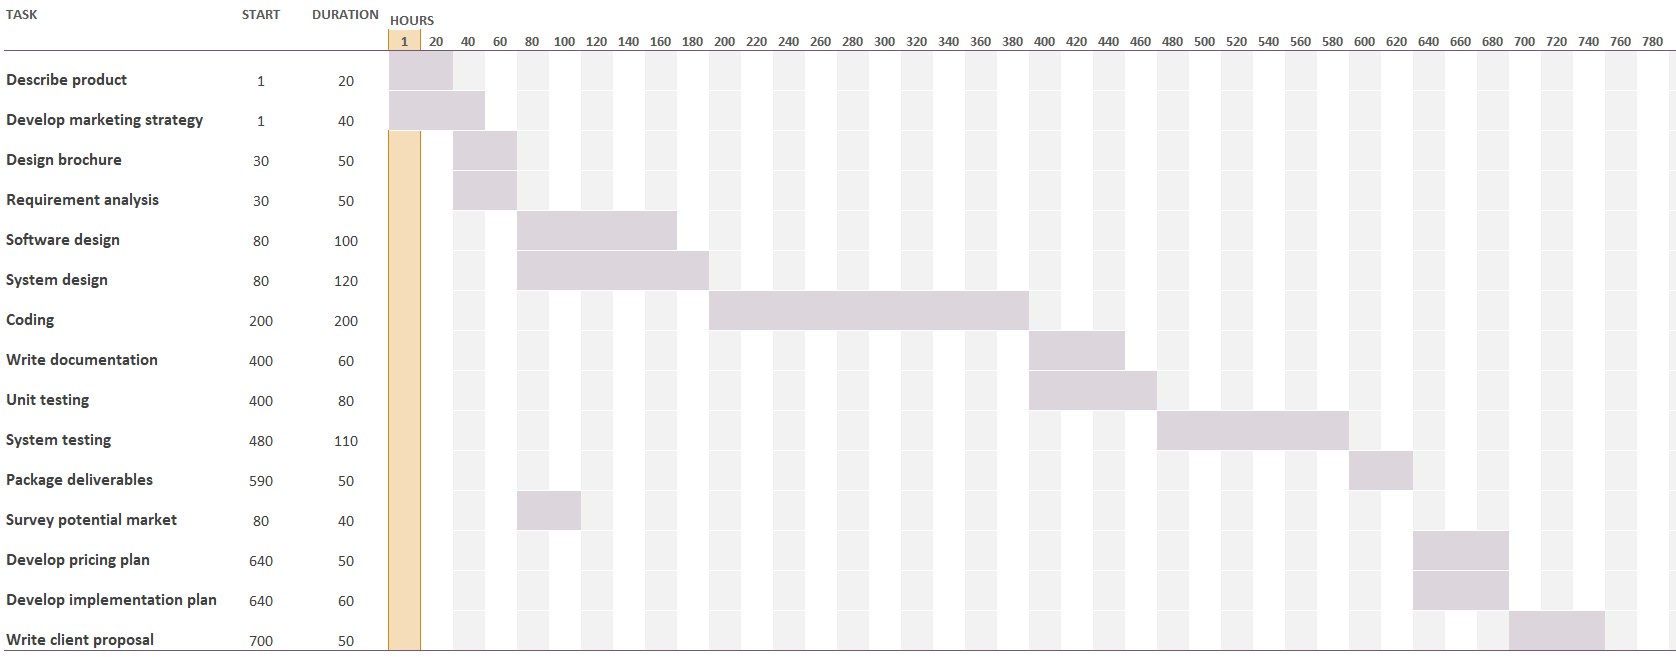 TASK START DURATION HOURS
1 20 40 60 80 100 120 140 160 180 200 220 240 260 280 300 320 340 360 380 400 420 440 460 480 500 520 540 560 580 600 620 640 660 680 700 720 740 760 780
Describe product 1 20
Develop marketing strategy 1 40
Design brochure 30 50
Requirement analysis 30 50
Software design 80 100
System design 80 120
Coding 200 200
Write documentation 400 60
Unit testing 400 80
System testing 480 110
Package deliverables 590 50
Survey potential market 80 40
Develop pricing plan 640 50
Develop implementation plan 640 60
Write client proposal 700 50